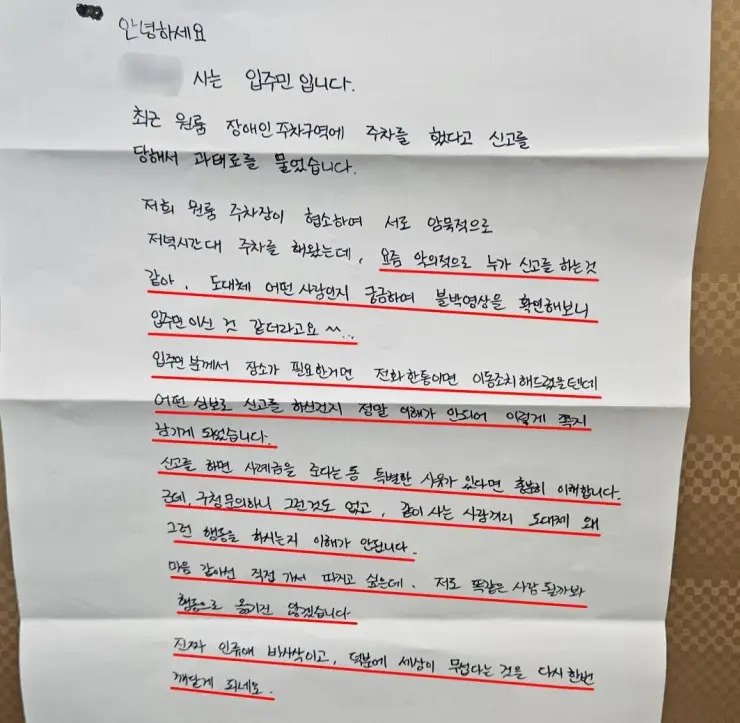 안녕하세요
사는 입주민 입니다.
최근 원룸 장애인 주차구역에 주차를 했다고 신고를
당해서 과태료를 물었습니다.
저희 원룸 주차장이 협소하여 서로 암묵적으로
저녁시간대 주차를 해왔는데, 요즘 악의적으로 누가 신고를 하는것
같아, 도대체 어떤 사람인지 궁금하여 블박영상을 확인해보니
입주민이신 것 같더라고요 ^^...
입주민 분께서 장소가 필요한거면 전화 한통이면 이동조치 해드렸을텐데
어떤 심보로 신고를 하신건지 정말 이해가 안되어 이렇게 쪽지
남기게 되었습니다.
신고를 하면 사례금을 준다는 등 특별한 사유가 있다면 충분히 이해합니다.
근데, 구청 문의하니 그런것도 없고, 같이 사는 사람끼리 도대체 왜
그런 행동을 하시는지 이해가 안됩니다.
마음 같아선 직접 가서 따지고 싶은데, 저도 똑같은 사람 될까봐
행동으로 옮기진 않겠습니다
진짜 인류애 바사삭이고, 덕분에 세상이 무섭다는 것을 다시 한번
깨닫게 되네요.